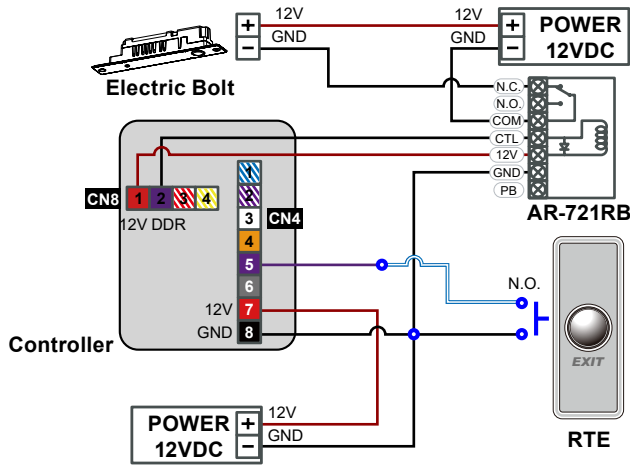 12V
12V
+
+
POWER
12VDC
GND
GND
−
−
Electric Bolt
N.C.
N.O.
COM
CTL
12V
GND
PB
AR-721RB
CN8
1
2
3
4
12V DDR
1
2
3
4
5
6
7
8
CN4
12V
GND
Controller
N.O.
EXIT
RTE
POWER
12VDC
+
−
12V
GND